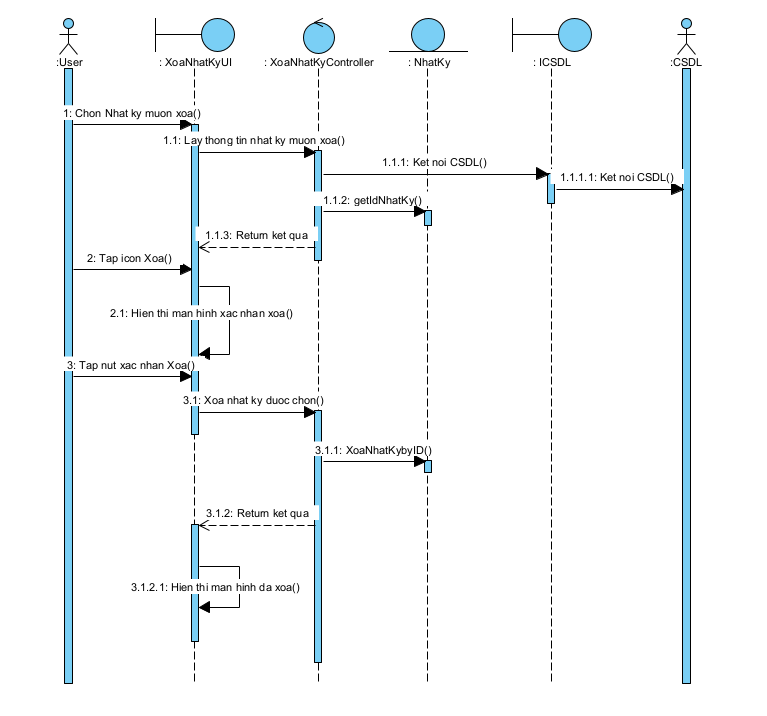 :User
: XoaNhatKyUI
: XoaNhatKyController
: NhatKy
: ICSDL
:CSDL
1: Chon Nhat ky muon xoa()
1.1: Lay thong tin nhat ky muon xoa()
1.1.1: Ket noi CSDL()
1.1.1.1: Ket noi CSDL()
1.1.2: getIdNhatKy()
1.1.3: Return ket qua
2: Tap icon Xoa()
2.1: Hien thi man hinh xac nhan xoa()
3: Tap nut xac nhan Xoa()
3.1: Xoa nhat ky duoc chon()
3.1.1: XoaNhatKybyID()
3.1.2: Return ket qua
3.1.2.1: Hien thi man hinh da xoa()